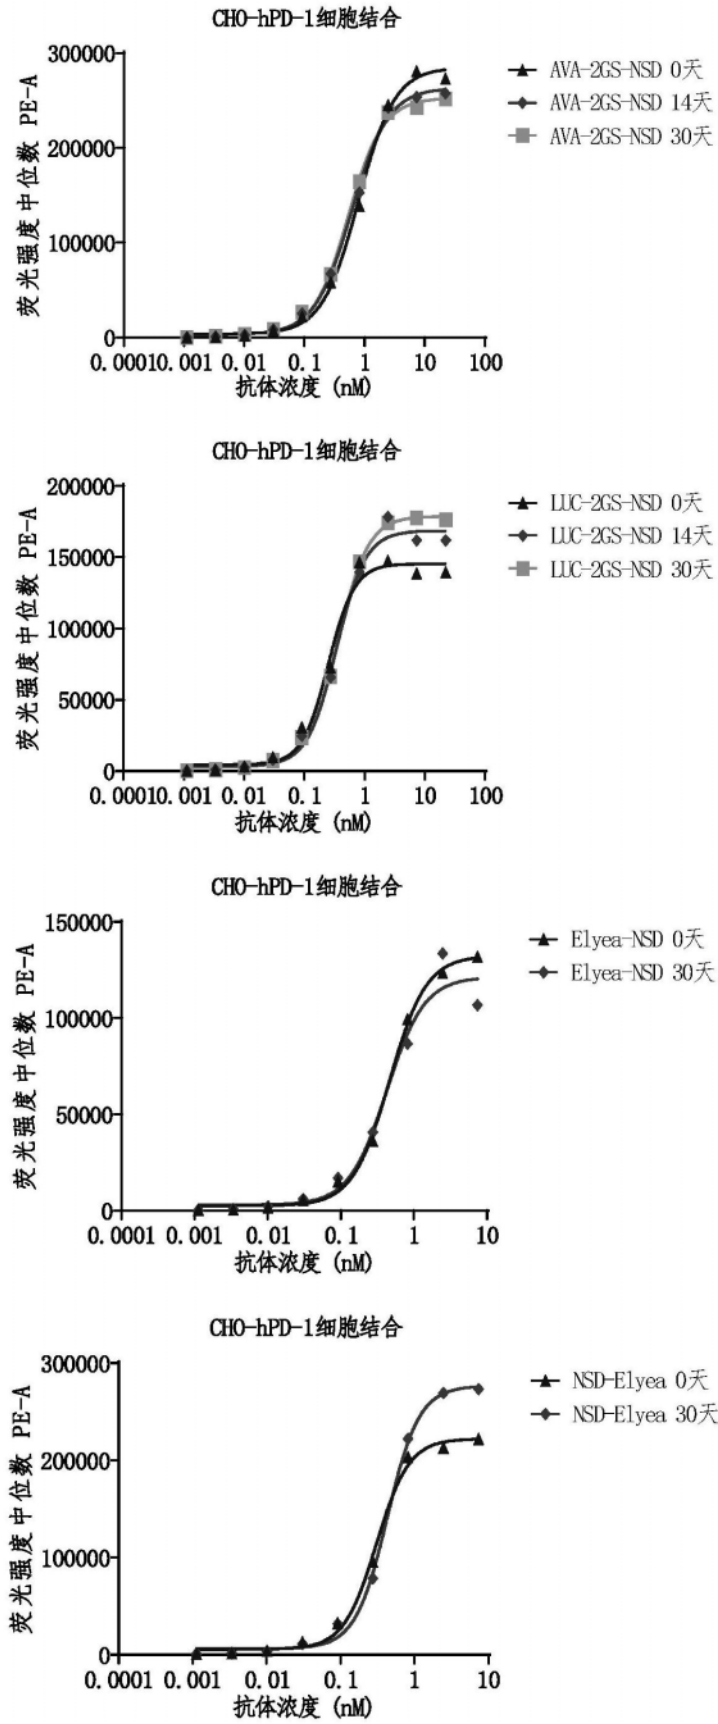 CHO-hPD-1细胞结合
荧光强度中位数 PE-A
300000
200000
100000
0
0.0001 0.001 0.01 0.1 1 10 100
抗体浓度 (nM)
AVA-2GS-NSD 0天
AVA-2GS-NSD 14天
AVA-2GS-NSD 30天
CHO-hPD-1细胞结合
荧光强度中位数 PE-A
200000
150000
100000
50000
0
0.0001 0.001 0.01 0.1 1 10 100
抗体浓度 (nM)
LUC-2GS-NSD 0天
LUC-2GS-NSD 14天
LUC-2GS-NSD 30天
CHO-hPD-1细胞结合
荧光强度中位数 PE-A
150000
100000
50000
0
0.0001 0.001 0.01 0.1 1 10
抗体浓度 (nM)
Elyea-NSD 0天
Elyea-NSD 30天
CHO-hPD-1细胞结合
荧光强度中位数 PE-A
300000
200000
100000
0
0.0001 0.001 0.01 0.1 1 10
抗体浓度 (nM)
NSD-Elyea 0天
NSD-Elyea 30天